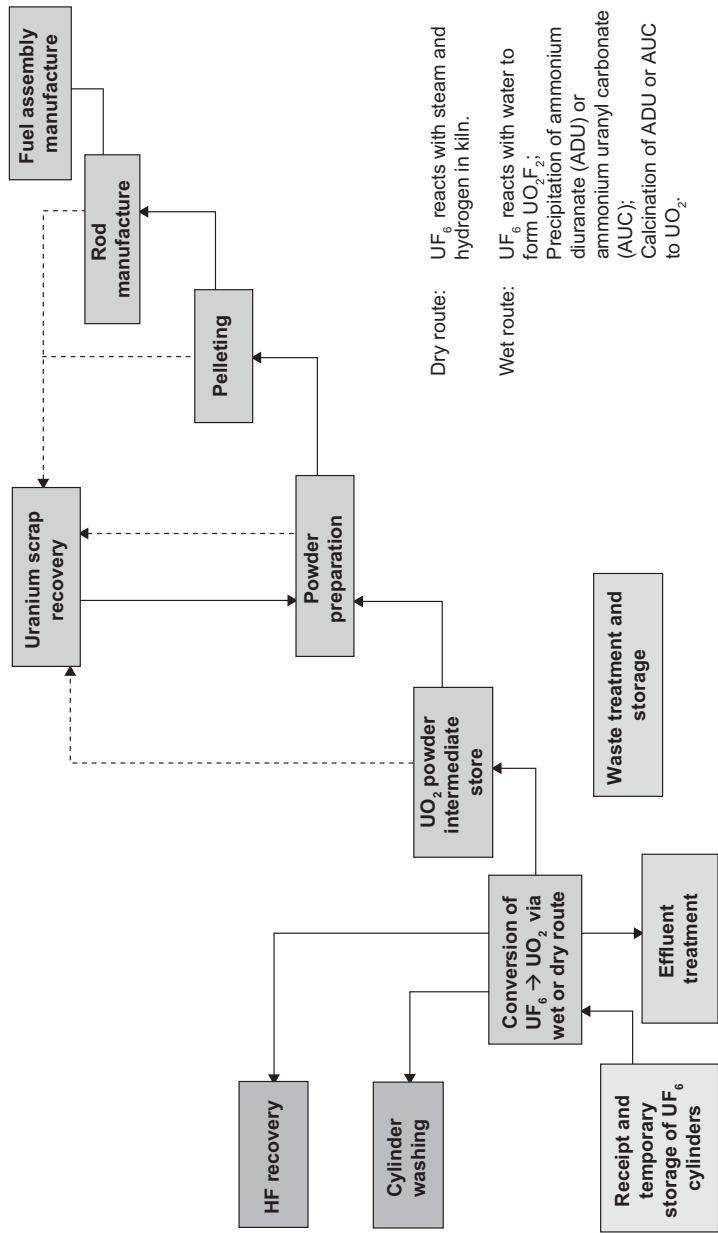 Fuel assembly
manufacture
Rod
manufacture
Pelleting
Uranium scrap
recovery
Powder
preparation
UO₂ powder
intermediate
store
Conversion of
UF₆ → UO₂ via
wet or dry route
HF recovery
Cylinder
washing
Receipt and
temporary
storage of UF₆
cylinders
Effluent
treatment
Waste treatment and
storage
Dry route: UF₆ reacts with steam and
hydrogen in kiln.
Wet route: UF₆ reacts with water to
form UO₂F₂;
Precipitation of ammonium
diuranate (ADU) or
ammonium uranyl carbonate
(AUC);
Calcination of ADU or AUC
to UO₂.